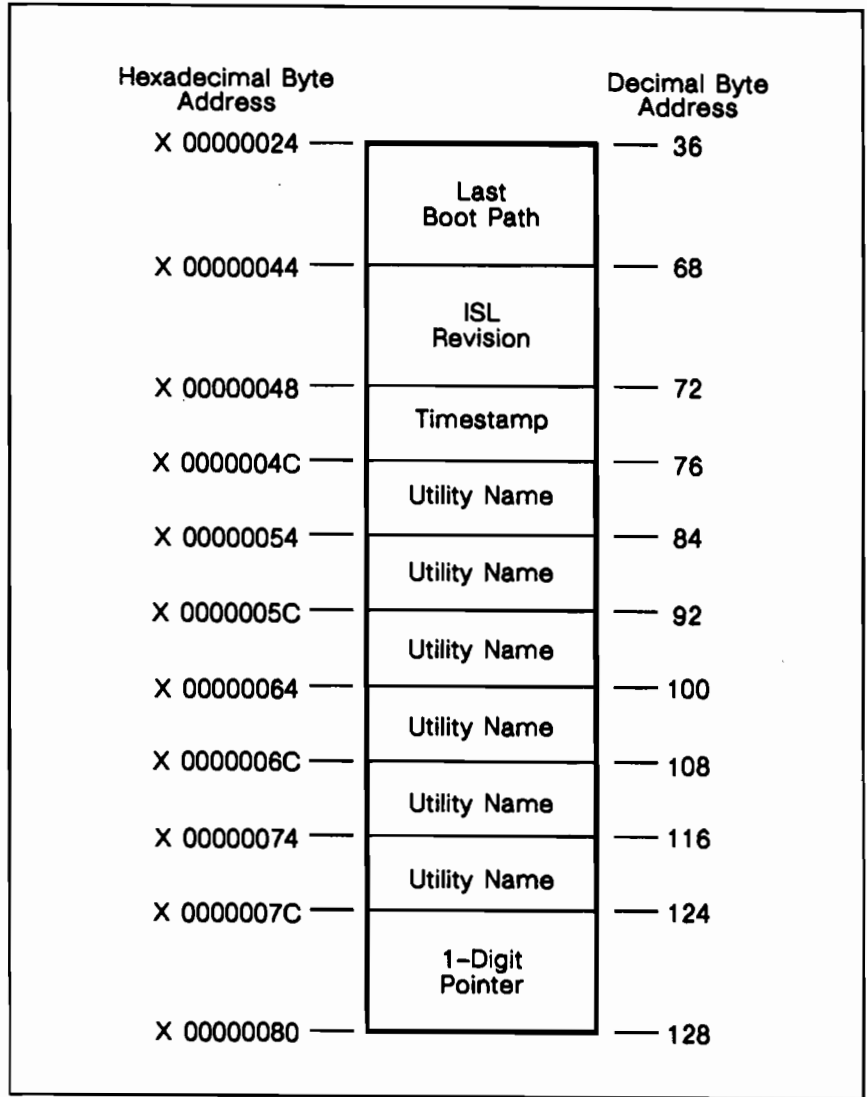 Hexadecimal Byte Address
Decimal Byte Address
X 00000024 — 36
Last
Boot Path
X 00000044 — 68
ISL
Revision
X 00000048 — 72
Timestamp
X 0000004C — 76
Utility Name
X 00000054 — 84
Utility Name
X 0000005C — 92
Utility Name
X 00000064 — 100
Utility Name
X 0000006C — 108
Utility Name
X 00000074 — 116
Utility Name
X 0000007C — 124
1-Digit
Pointer
X 00000080 — 128